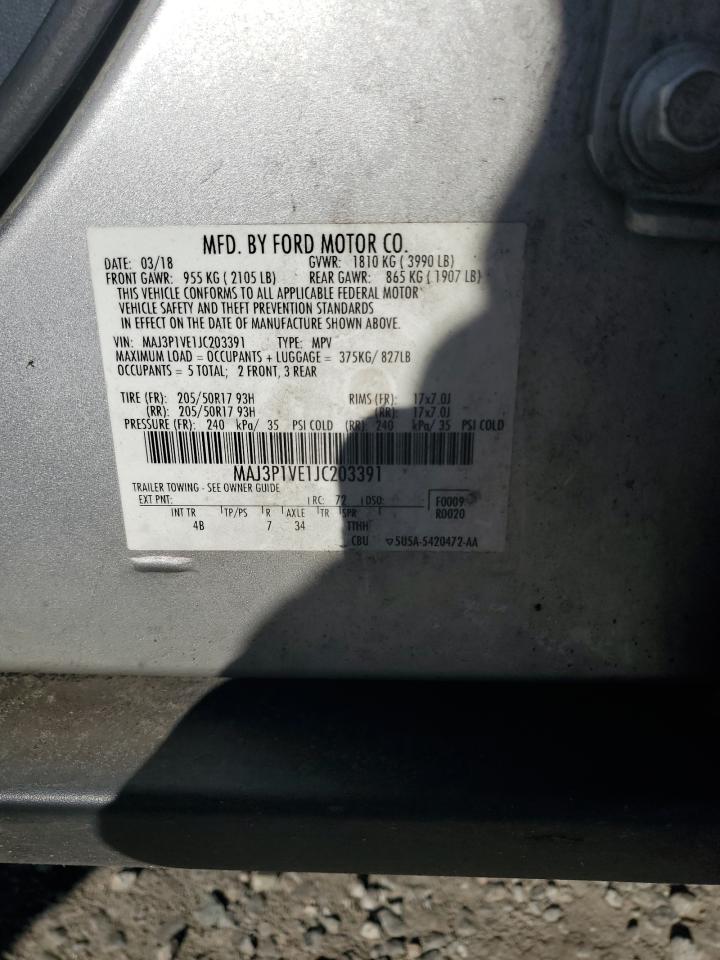 MFD. BY FORD MOTOR CO.
DATE: 03/18 GVWR: 1810 KG ( 3990 LB)
FRONT GAWR: 955 KG ( 2105 LB) REAR GAWR: 865 KG ( 1907 LB)
THIS VEHICLE CONFORMS TO ALL APPLICABLE FEDERAL MOTOR
VEHICLE SAFETY AND THEFT PREVENTION STANDARDS
IN EFFECT ON THE DATE OF MANUFACTURE SHOWN ABOVE.
VIN: MAJ3P1VE1JC203391 TYPE: MPV
MAXIMUM LOAD = OCCUPANTS + LUGGAGE = 375KG/ 827LB
OCCUPANTS = 5 TOTAL; 2 FRONT, 3 REAR
TIRE (FR): 205/50R17 93H RIMS (FR): 17x7.0J
(RR): 205/50R17 93H (RR): 17x7.0J
PRESSURE (FR): 240 kPa/ 35 PSI COLD (RR): 240 kPa/ 35 PSI COLD
MAJ3P1VE1JC203391
TRAILER TOWING - SEE OWNER GUIDE
EXT PNT: RC: 72 DSO: F0009
INT TR TP/PS R AXLE TR SPR R0020
4B 7 34 TTHH
CBU 5U5A-5420472-AA